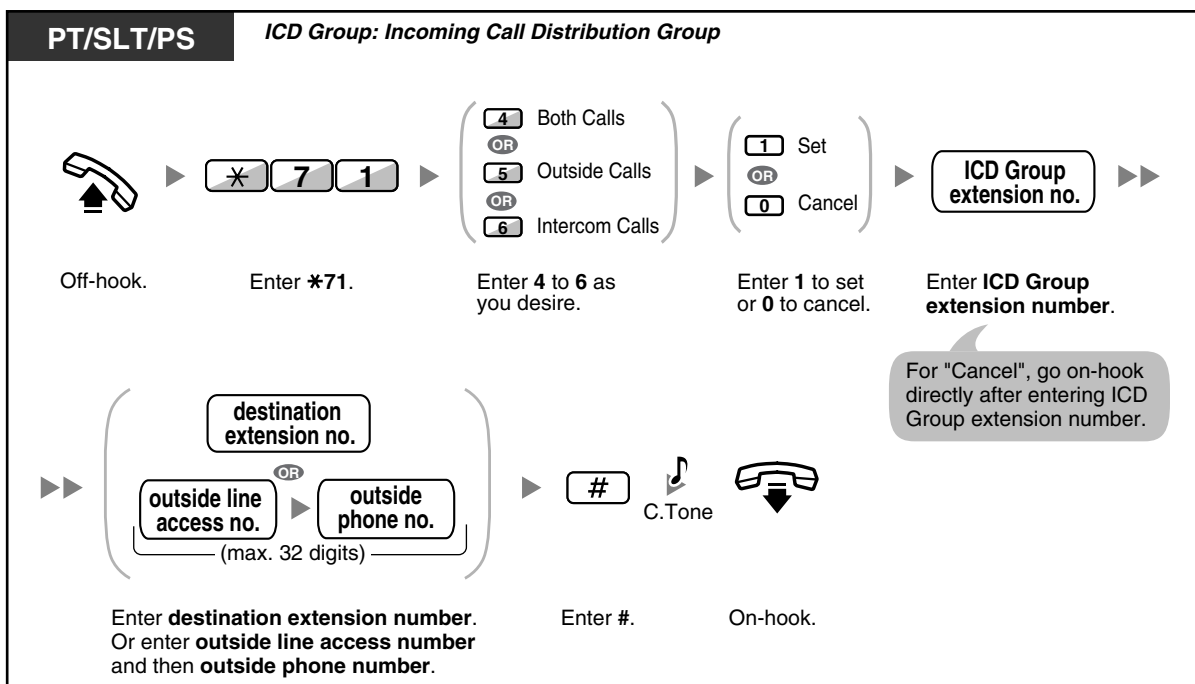 PT/SLT/PS
ICD Group: Incoming Call Distribution Group
4 Both Calls
OR
5 Outside Calls
OR
6 Intercom Calls
1 Set
OR
0 Cancel
✳ 7 1
ICD Group
extension no.
Off-hook.
Enter ✳71.
Enter 4 to 6 as
you desire.
Enter 1 to set
or 0 to cancel.
Enter ICD Group
extension number.
For "Cancel", go on-hook
directly after entering ICD
Group extension number.
destination
extension no.
OR
outside line
access no.
outside
phone no.
(max. 32 digits)
#
C.Tone
Enter destination extension number.
Or enter outside line access number
and then outside phone number.
Enter #.
On-hook.